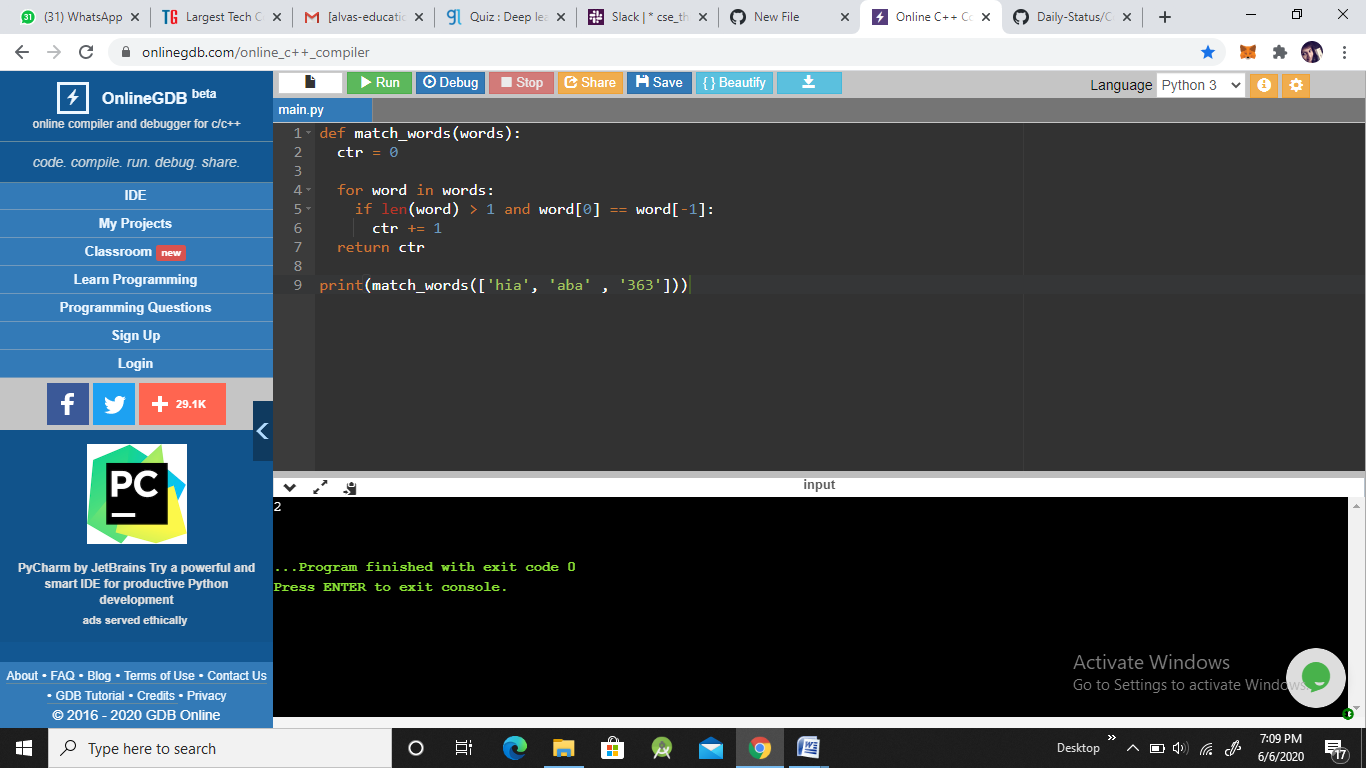 (31) WhatsApp
Largest Tech C
[alvas-educatio
Quiz : Deep lea
Slack | * cse_th
New File
Online C++ Co
Daily-Status/C
onlinegdb.com/online_c++_compiler
OnlineGDB beta
online compiler and debugger for c/c++
code. compile. run. debug. share.
IDE
My Projects
Classroom new
Learn Programming
Programming Questions
Sign Up
Login
29.1K
PC
PyCharm by JetBrains Try a powerful and
smart IDE for productive Python
development
ads served ethically
About • FAQ • Blog • Terms of Use • Contact Us
• GDB Tutorial • Credits • Privacy
© 2016 - 2020 GDB Online
Run Debug Stop Share Save { } Beautify
Language Python 3
main.py
1 def match_words(words):
2   ctr = 0
3
4   for word in words:
5     if len(word) > 1 and word[0] == word[-1]:
6       ctr += 1
7   return ctr
8
9 print(match_words(['hia', 'aba' , '363']))
input
2
...Program finished with exit code 0
Press ENTER to exit console.
Activate Windows
Go to Settings to activate Windows.
Type here to search
Desktop
7:09 PM
6/6/2020
17